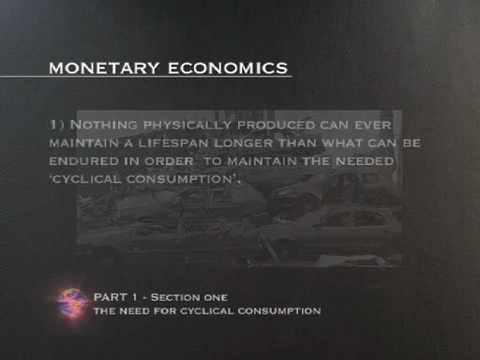 MONETARY ECONOMICS
1) NOTHING PHYSICALLY PRODUCED CAN EVER
MAINTAIN A LIFESPAN LONGER THAN WHAT CAN BE
ENDURED IN ORDER TO MAINTAIN THE NEEDED
'CYCLICAL CONSUMPTION'.
PART 1 - SECTION ONE
THE NEED FOR CYCLICAL CONSUMPTION